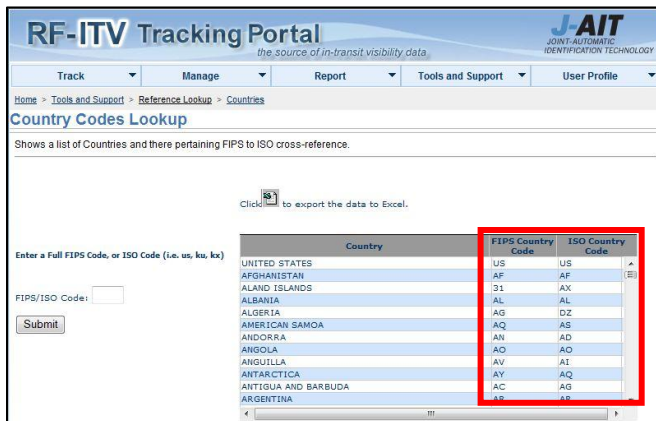 RF-ITV Tracking Portal
the source of in-transit visibility data
J-AIT
JOINT-AUTOMATIC
IDENTIFICATION TECHNOLOGY
Track Manage Report Tools and Support User Profile
Home > Tools and Support > Reference Lookup > Countries
Country Codes Lookup
Shows a list of Countries and there pertaining FIPS to ISO cross-reference.
Click to export the data to Excel.
Enter a Full FIPS Code, or ISO Code (i.e. us, ku, kx)
FIPS/ISO Code:
Submit
Country FIPS Country Code ISO Country Code
UNITED STATES US US
AFGHANISTAN AF AF
ALAND ISLANDS 31 AX
ALBANIA AL AL
ALGERIA AG DZ
AMERICAN SAMOA AQ AS
ANDORRA AN AD
ANGOLA AO AO
ANGUILLA AV AI
ANTARCTICA AY AQ
ANTIGUA AND BARBUDA AC AG
ARGENTINA AR AR